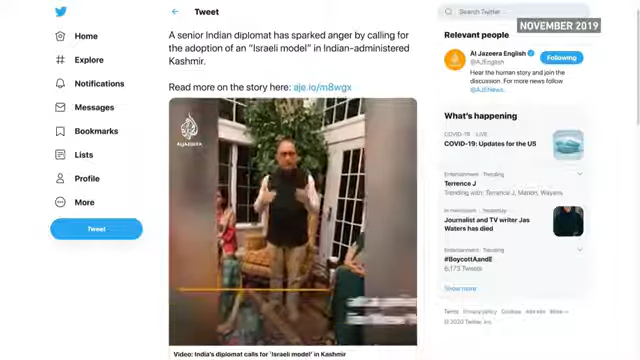 Tweet
Search Twitter
NOVEMBER 2019
Home
Explore
Notifications
Messages
Bookmarks
Lists
Profile
More
Tweet
A senior Indian diplomat has sparked anger by calling for
the adoption of an "Israeli model" in Indian-administered
Kashmir.
Read more on the story here: aje.io/m8wgx
ALJAZEERA
Video: India's diplomat calls for 'Israeli model' in Kashmir
Relevant people
Al Jazeera English
@AJEnglish
Following
Hear the human story and join the
discussion. For more news follow
@AJENews.
What's happening
COVID-19 · LIVE
COVID-19: Updates for the US
Entertainment · Trending
Terrence J
Trending with: Terrence J, Marlon, Wayans
In memoriam · Yesterday
Journalist and TV writer Jas
Waters has died
Entertainment · Trending
#BoycottAandE
6,173 Tweets
Show more
Terms Privacy policy Cookies Ads info More
© 2020 Twitter, Inc.